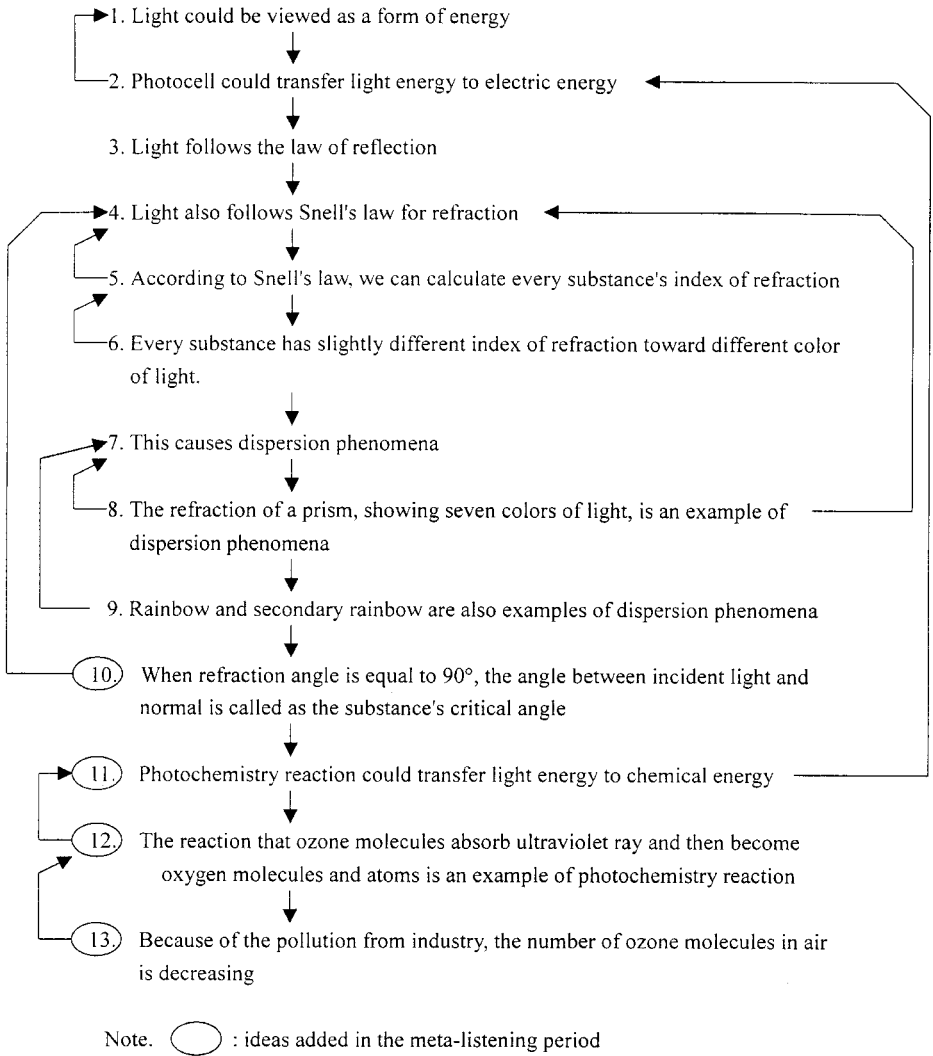 1. Light could be viewed as a form of energy
2. Photocell could transfer light energy to electric energy
3. Light follows the law of reflection
4. Light also follows Snell's law for refraction
5. According to Snell's law, we can calculate every substance's index of refraction
6. Every substance has slightly different index of refraction toward different color
of light.
7. This causes dispersion phenomena
8. The refraction of a prism, showing seven colors of light, is an example of
dispersion phenomena
9. Rainbow and secondary rainbow are also examples of dispersion phenomena
10. When refraction angle is equal to 90°, the angle between incident light and
normal is called as the substance's critical angle
11. Photochemistry reaction could transfer light energy to chemical energy
12. The reaction that ozone molecules absorb ultraviolet ray and then become
oxygen molecules and atoms is an example of photochemistry reaction
13. Because of the pollution from industry, the number of ozone molecules in air
is decreasing
Note. : ideas added in the meta-listening period